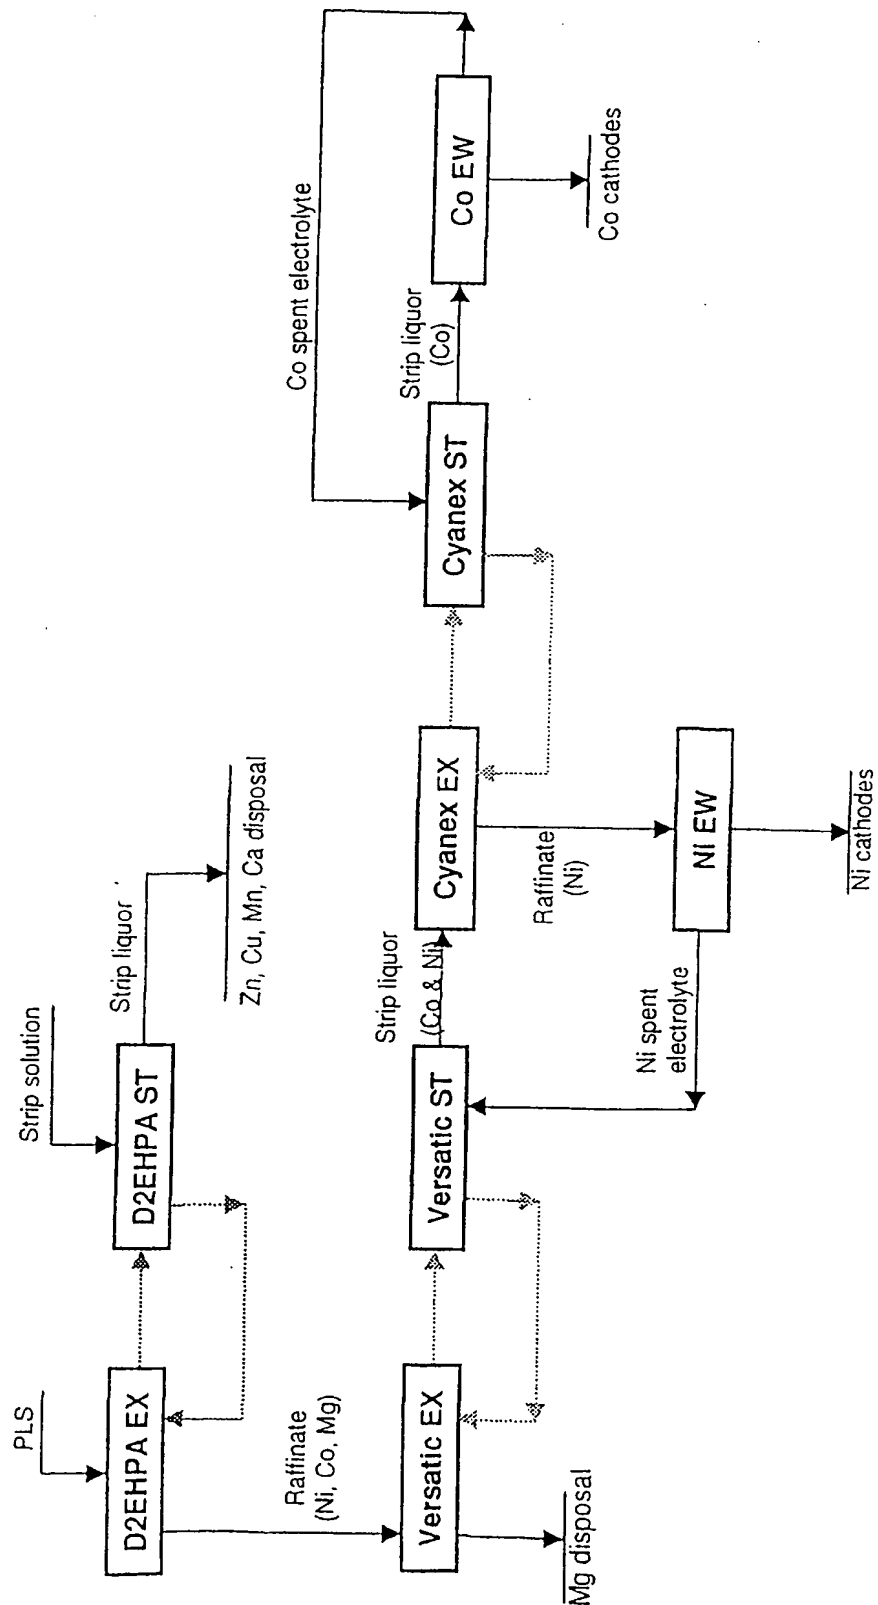 PLS
Strip solution
D2EHPA EX
D2EHPA ST
Strip liquor
Zn, Cu, Mn, Ca disposal
Raffinate
(Ni, Co, Mg)
Versatic EX
Versatic ST
Strip liquor
(Co & Ni)
Cyanex EX
Cyanex ST
Strip liquor
(Co)
Co EW
Co spent electrolyte
Co cathodes
Mg disposal
Raffinate
(Ni)
Ni spent
electrolyte
Ni EW
Ni cathodes